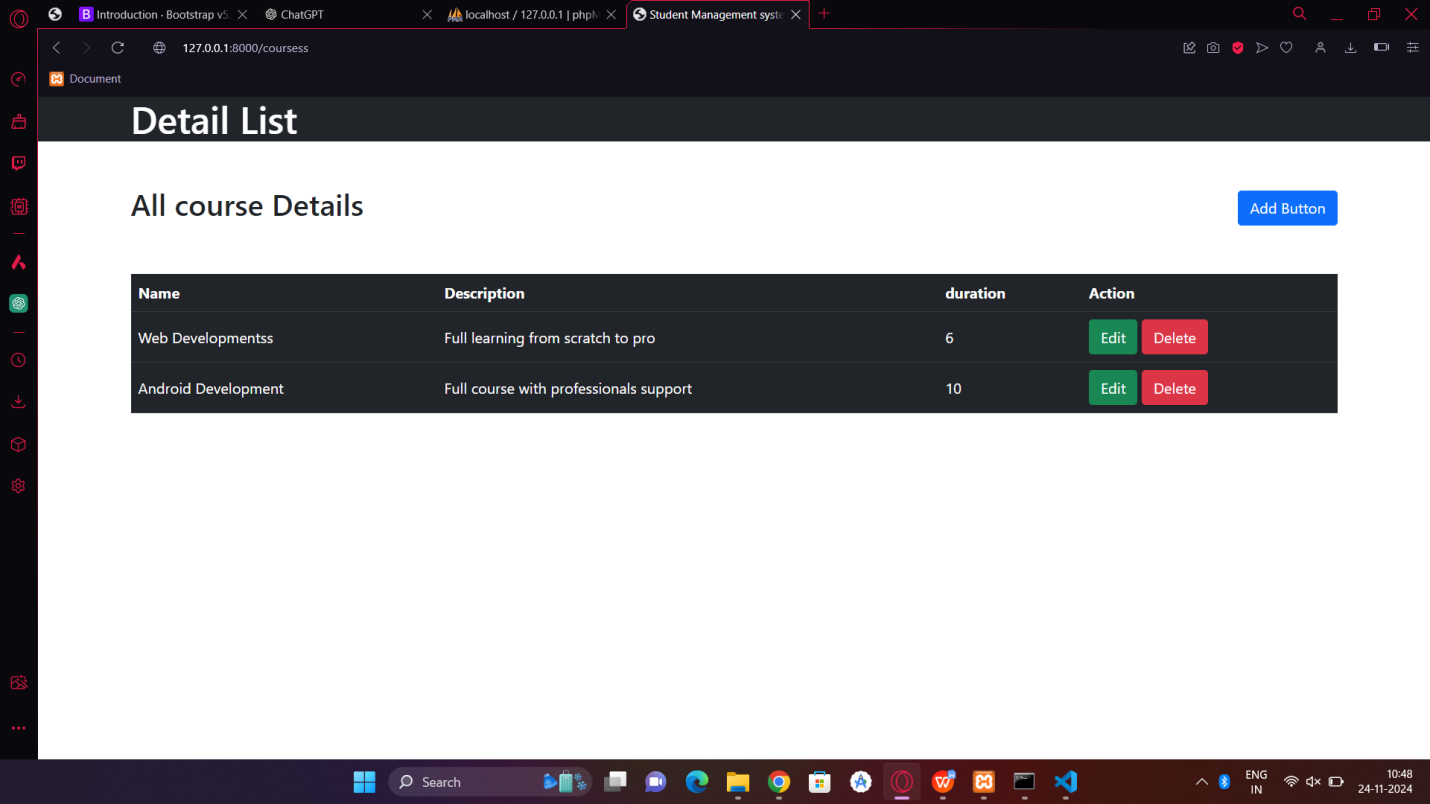 B Introduction · Bootstrap v5.
ChatGPT
localhost / 127.0.0.1 | phpM
Student Management syste
127.0.0.1:8000/coursess
Document
Detail List
All course Details
Add Button
Name Description duration Action
Web Developmentss Full learning from scratch to pro 6 Edit Delete
Android Development Full course with professionals support 10 Edit Delete
Search
ENG
IN
10:48
24-11-2024